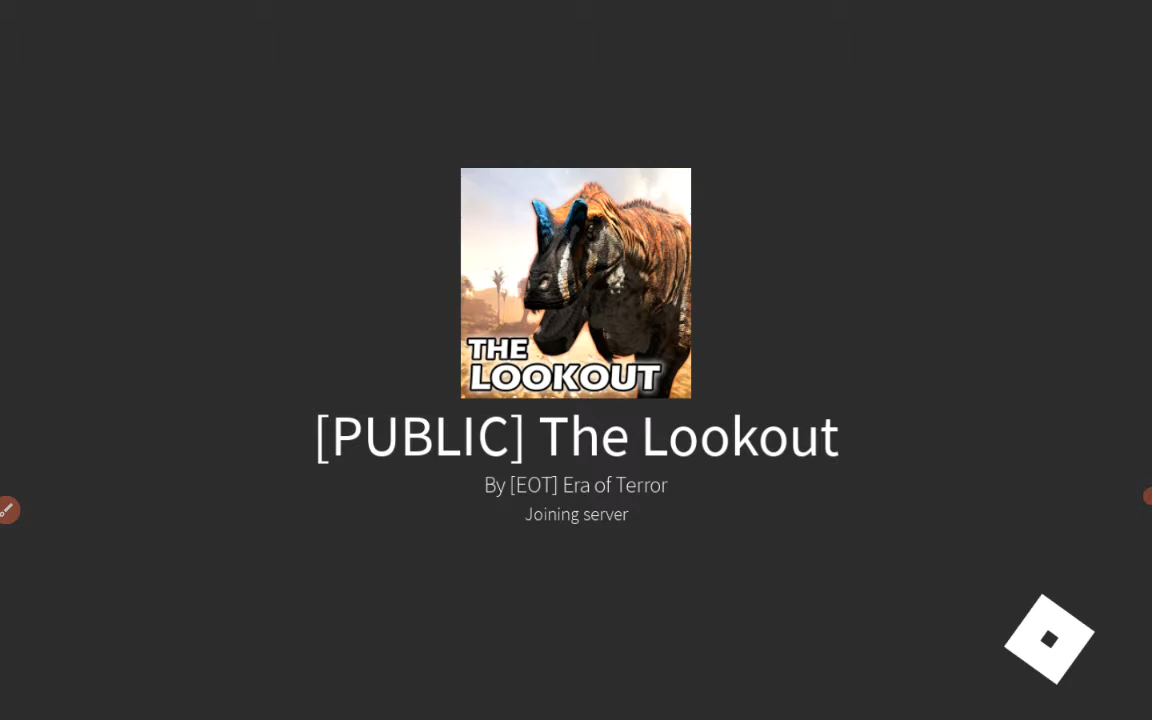 THE
LOOKOUT
[PUBLIC] The Lookout
By [EOT] Era of Terror
Joining server